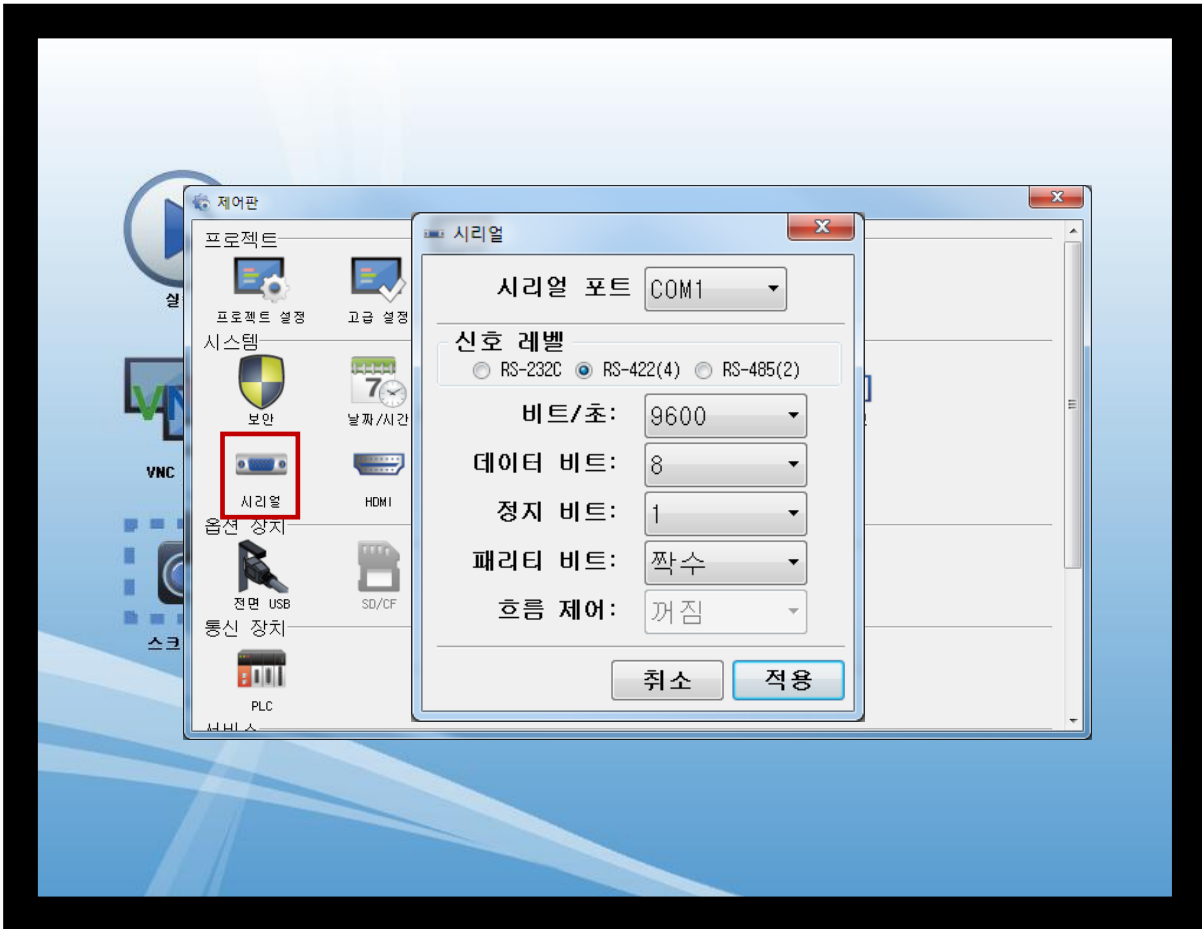 제어판
프로젝트
프로젝트 설정
고급 설정
시스템
보안
7
날짜/시간
시리얼
HDMI
옵션 장치
전면 USB
SD/CF
통신 장치
PLC
VNC
시리얼
시리얼 포트 COM1
신호 레벨
RS-232C RS-422(4) RS-485(2)
비트/초: 9600
데이터 비트: 8
정지 비트: 1
패리티 비트: 짝수
흐름 제어: 꺼짐
취소 적용